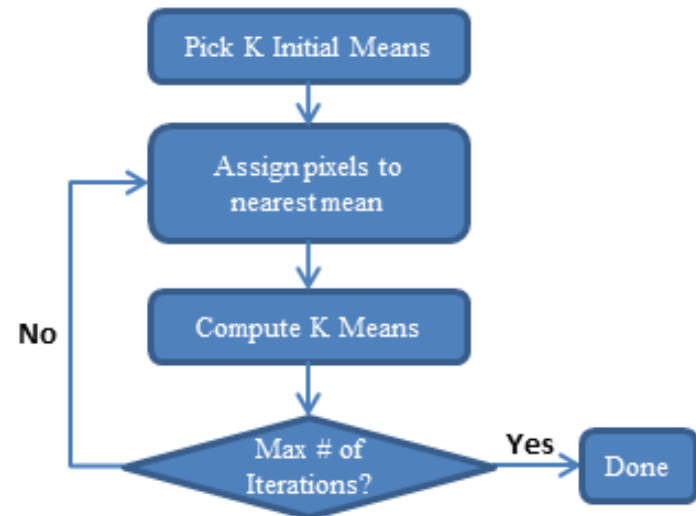 Pick K Initial Means
Assign pixels to
nearest mean
No
Compute K Means
Max # of
Iterations?
Yes
Done